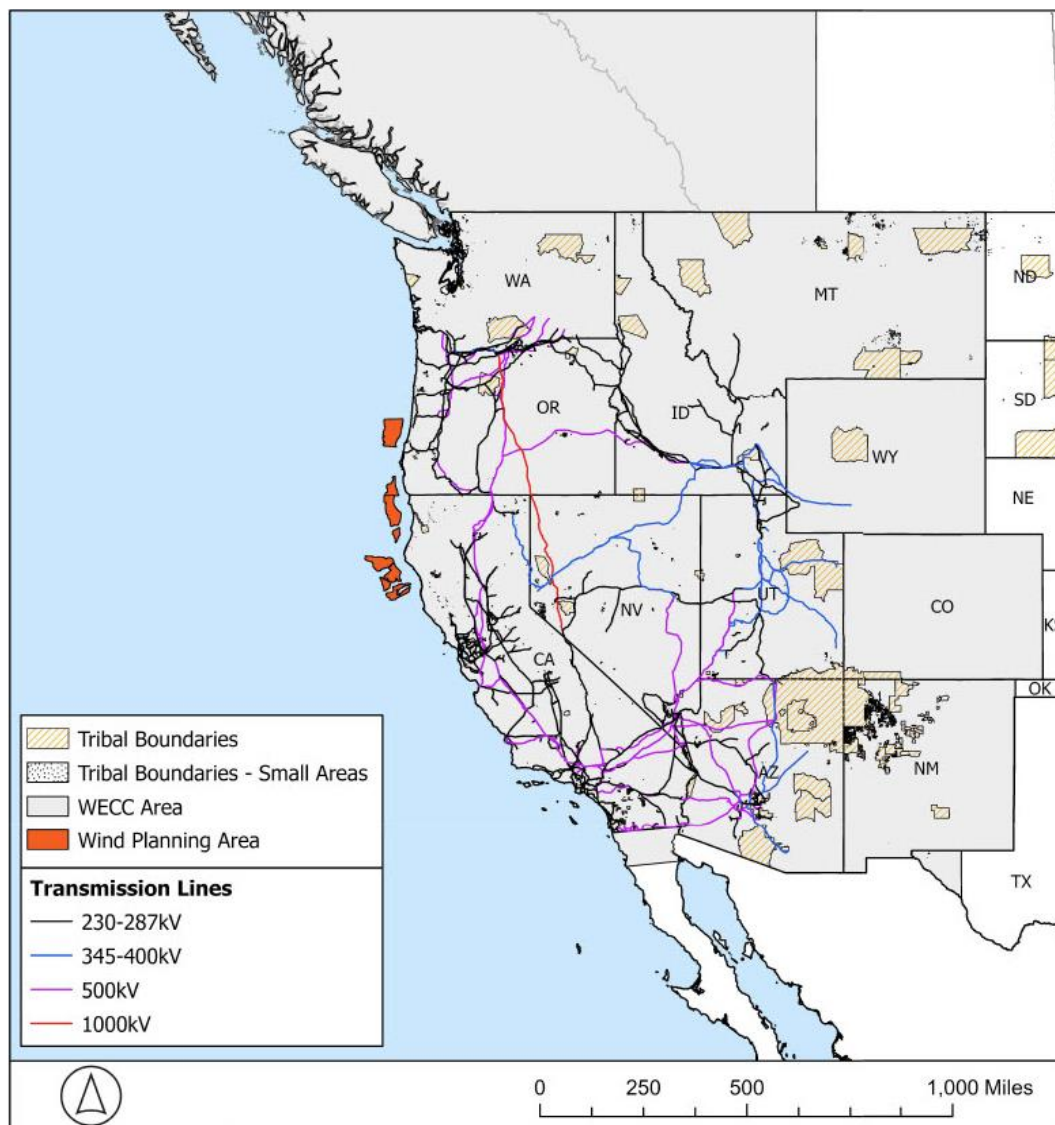 WA
MT
ND
OR
ID
SD
WY
NE
NV
UT
CO
CA
OK
AZ
NM
TX
Tribal Boundaries
Tribal Boundaries - Small Areas
WECC Area
Wind Planning Area
Transmission Lines
230-287kV
345-400kV
500kV
1000kV
0 250 500 1,000 Miles